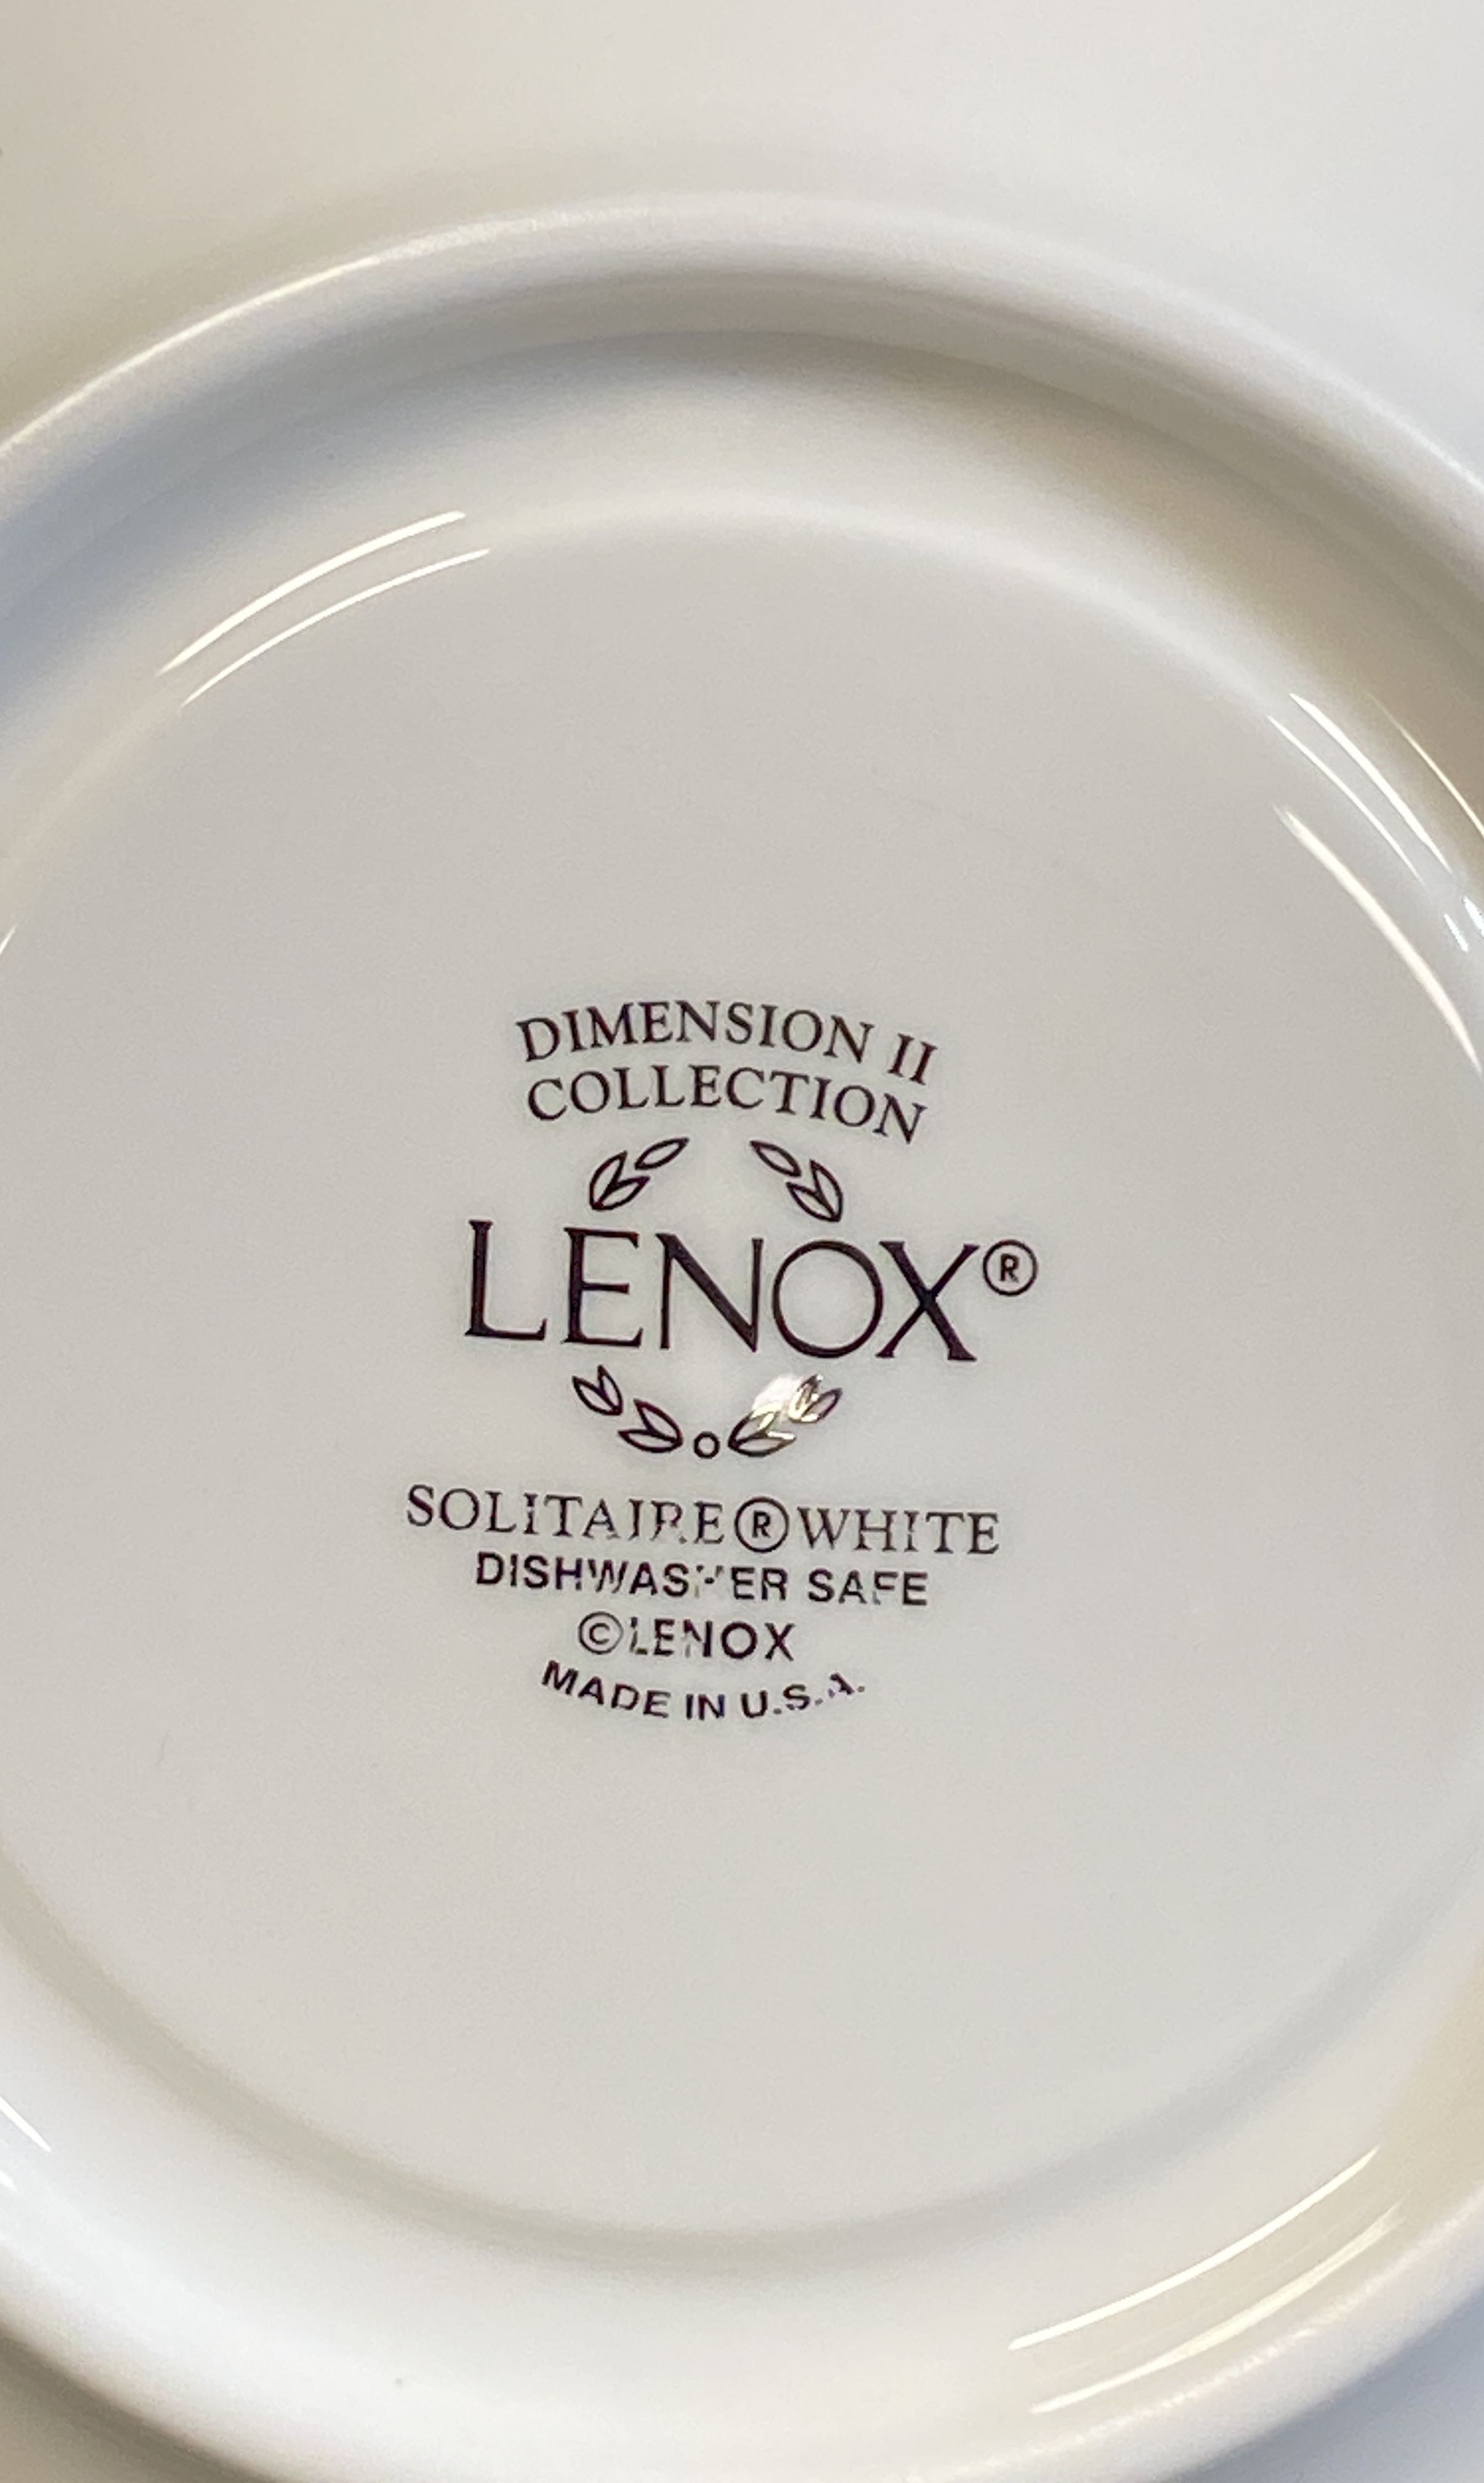 DIMENSION II
COLLECTION
LENOX®
SOLITAIRE®WHITE
DISHWASHER SAFE
©LENOX
MADE IN U.S.A.